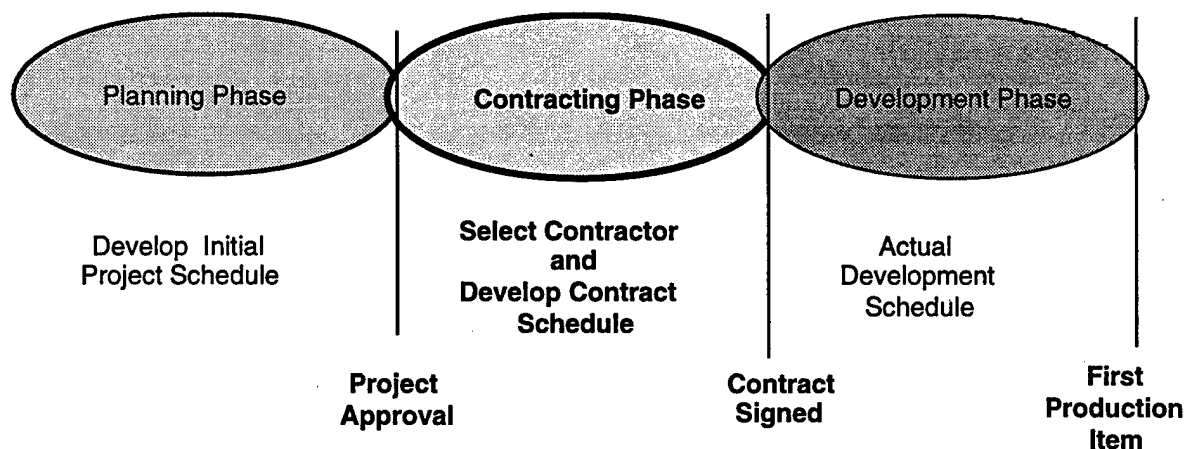 Planning Phase
Contracting Phase
Development Phase
Develop Initial
Project Schedule
Select Contractor
and
Develop Contract
Schedule
Actual
Development
Schedule
Project
Approval
Contract
Signed
First
Production
Item